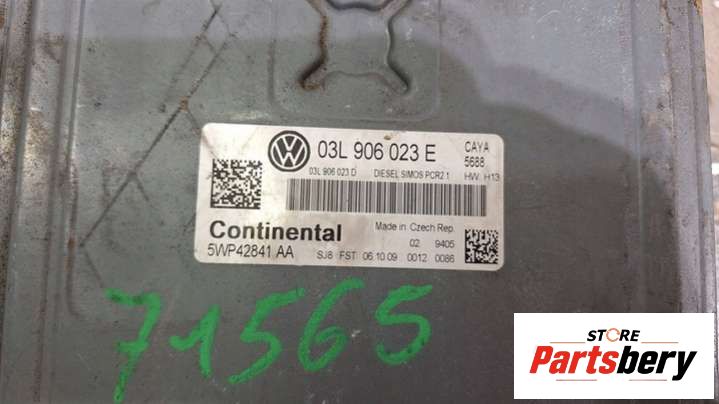 VW
03L 906 023 E
CAYA
5688
03L 906 023 D DIESEL SIMOS PCR2 1 HW: H13
Continental
Made in Czech Rep.
5WP42841 AA
02 9405
SJ8 FST 06.10.09 0012 0086
71565
STORE
Partsbery